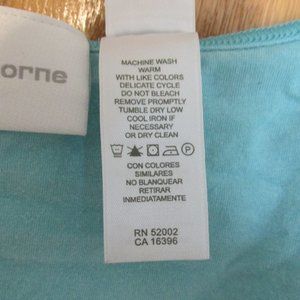 orne
MACHINE WASH
WARM
WITH LIKE COLORS
DELICATE CYCLE
DO NOT BLEACH
REMOVE PROMPTLY
TUMBLE DRY LOW
COOL IRON IF
NECESSARY
OR DRY CLEAN
CON COLORES
SIMILARES
NO BLANQUEAR
RETIRAR
INMEDIATAMENTE
RN 52002
CA 16396